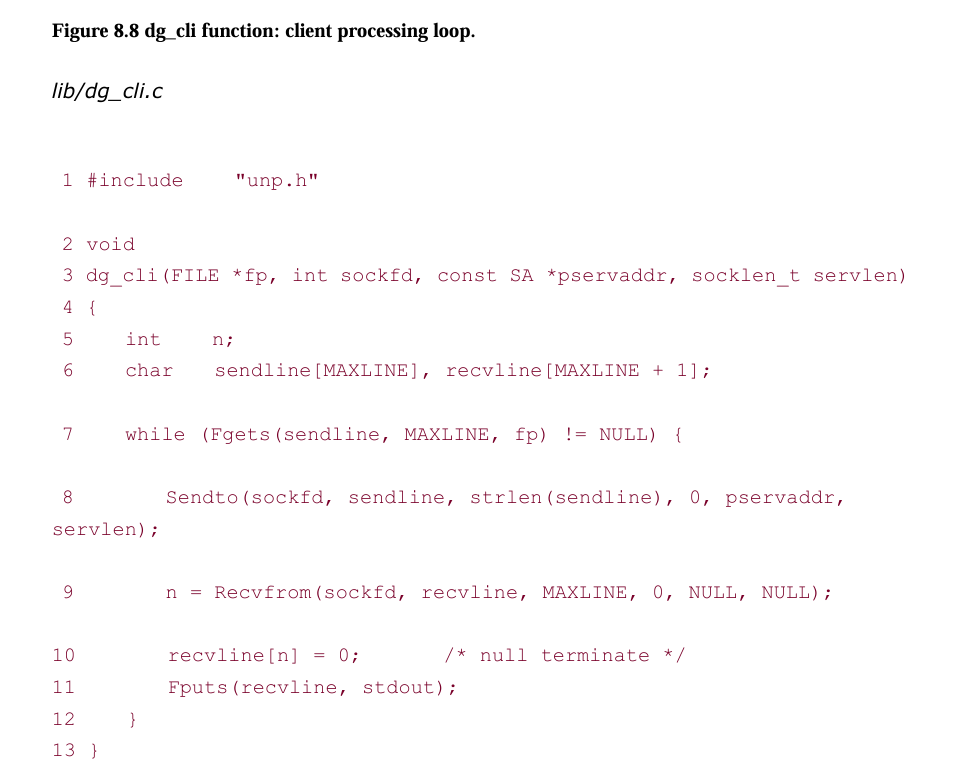 Figure 8.8 dg_cli function: client processing loop.
lib/dg_cli.c
1 #include    "unp.h"
2 void
3 dg_cli(FILE *fp, int sockfd, const SA *pservaddr, socklen_t servlen)
4 {
5    int    n;
6    char   sendline[MAXLINE], recvline[MAXLINE + 1];
7    while (Fgets(sendline, MAXLINE, fp) != NULL) {
8       Sendto(sockfd, sendline, strlen(sendline), 0, pservaddr,
servlen);
9       n = Recvfrom(sockfd, recvline, MAXLINE, 0, NULL, NULL);
10       recvline[n] = 0;       /* null terminate */
11       Fputs(recvline, stdout);
12    }
13 }